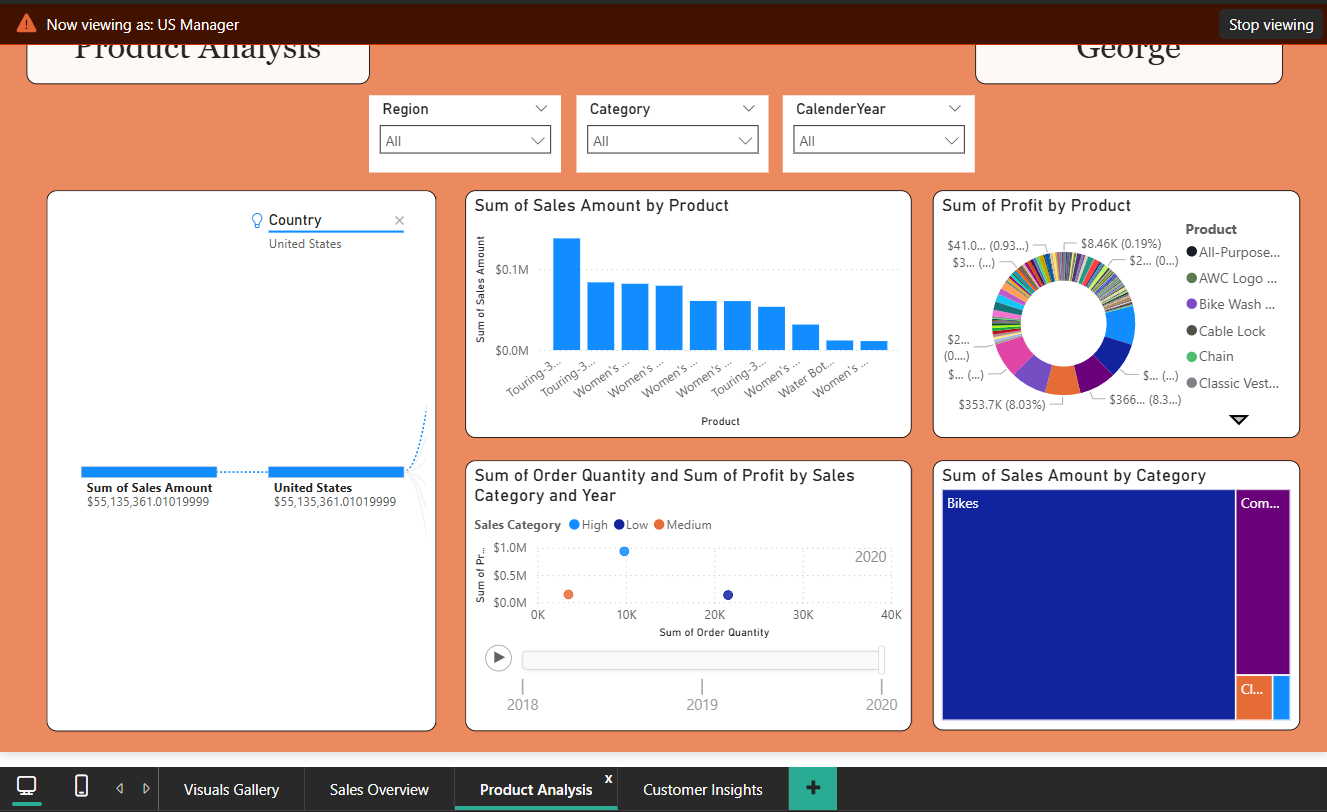 Now viewing as: US Manager
Stop viewing
Product Analysis
George
Region
All
Category
All
CalenderYear
All
Country
United States
Sum of Sales Amount
$55,135,361.01019999
United States
$55,135,361.01019999
Sum of Sales Amount by Product
Sum of Sales Amount
$0.1M
$0.0M
Touring-3...
Touring-3...
Women's ...
Women's ...
Women's ...
Women's ...
Touring-3...
Women's ...
Water Bot...
Women's ...
Product
Sum of Profit by Product
$41.0... (0.93...)
$8.46K (0.19%)
$3... (...)
$2... (0...)
$2...
(0....)
$... (...)
$... (...)
$353.7K (8.03%)
$366... (8.3...)
Product
All-Purpose...
AWC Logo ...
Bike Wash ...
Cable Lock
Chain
Classic Vest...
Sum of Order Quantity and Sum of Profit by Sales
Category and Year
Sales Category High Low Medium
Sum of Pr...
$1.0M
$0.5M
$0.0M
2020
0K 10K 20K 30K 40K
Sum of Order Quantity
2018 2019 2020
Sum of Sales Amount by Category
Bikes
Com...
Cl...
Visuals Gallery
Sales Overview
Product Analysis
x
Customer Insights
+